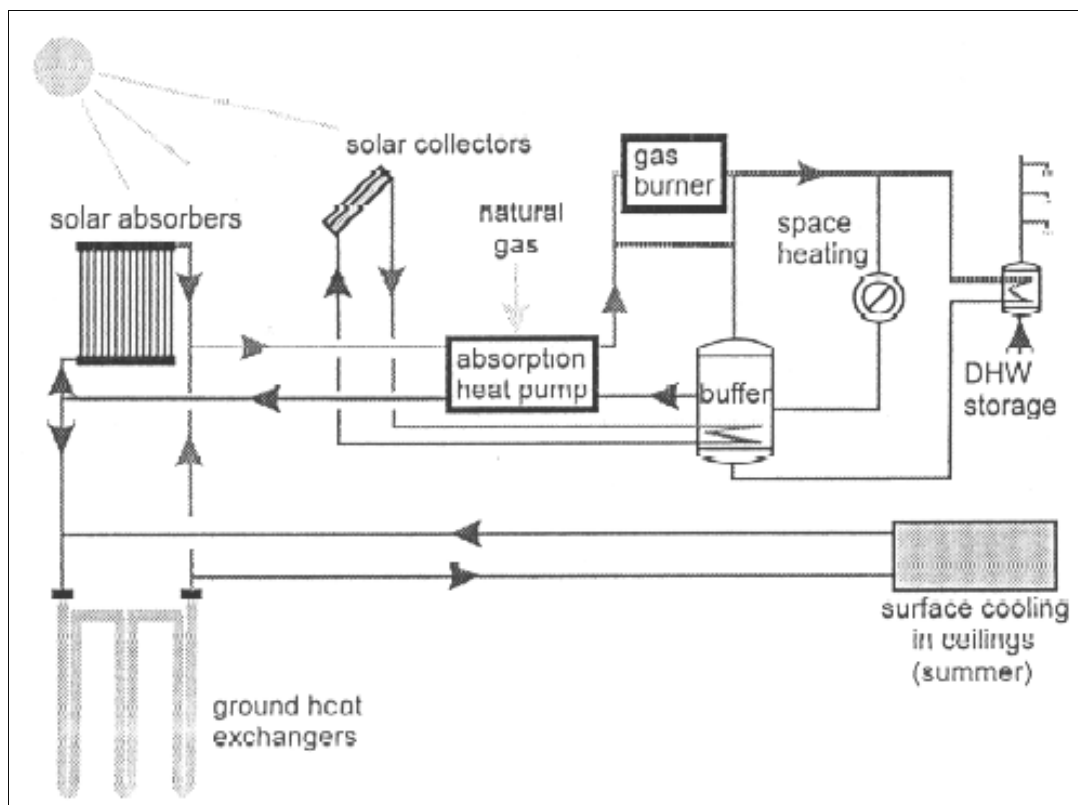 solar collectors
solar absorbers
natural
gas
gas
burner
space
heating
absorption
heat pump
buffer
DHW
storage
surface cooling
in ceilings
(summer)
ground heat
exchangers